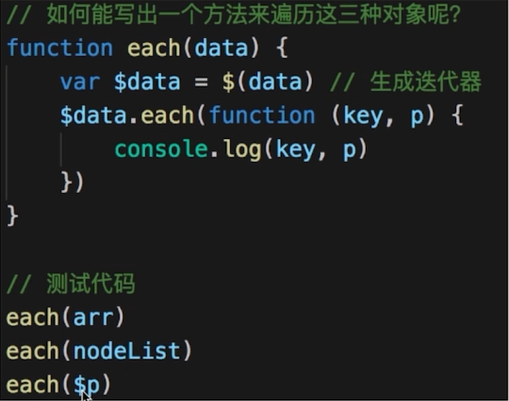 // 如何能写出一个方法来遍历这三种对象呢？
function each(data) {
    var $data = $(data) // 生成迭代器
    $data.each(function (key, p) {
        console.log(key, p)
    })
}

// 测试代码
each(arr)
each(nodeList)
each($p)